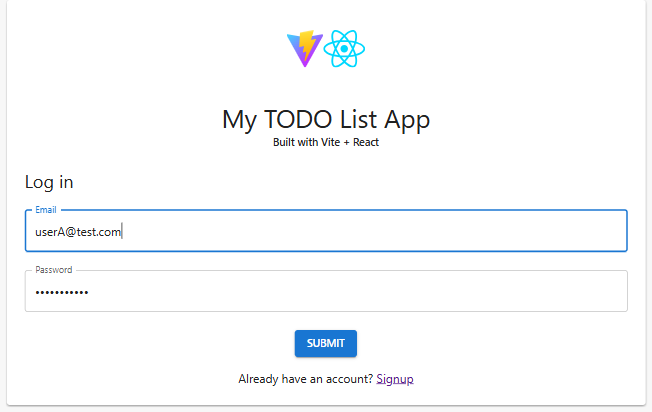 My TODO List App
Built with Vite + React
Log in
Email
userA@test.com
Password
•••••••••••
SUBMIT
Already have an account? Signup